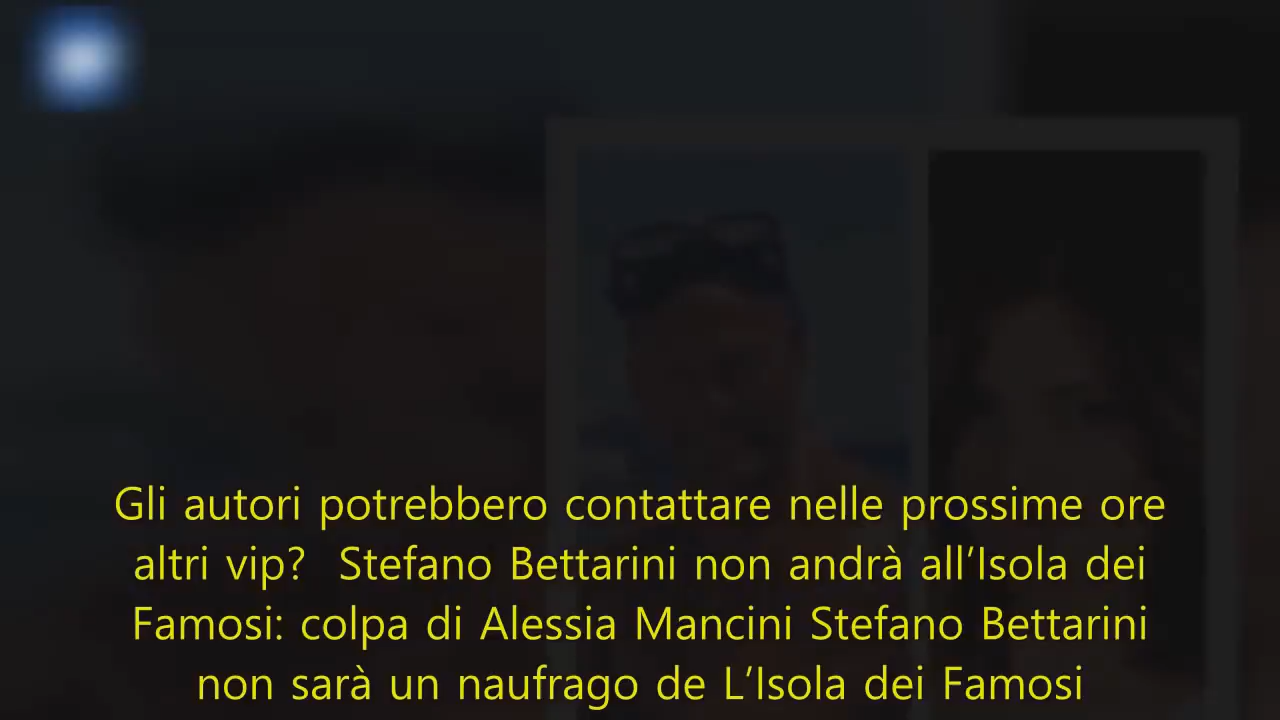 Gli autori potrebbero contattare nelle prossime ore
altri vip?  Stefano Bettarini non andrà all’Isola dei
Famosi: colpa di Alessia Mancini Stefano Bettarini
non sarà un naufrago de L’Isola dei Famosi